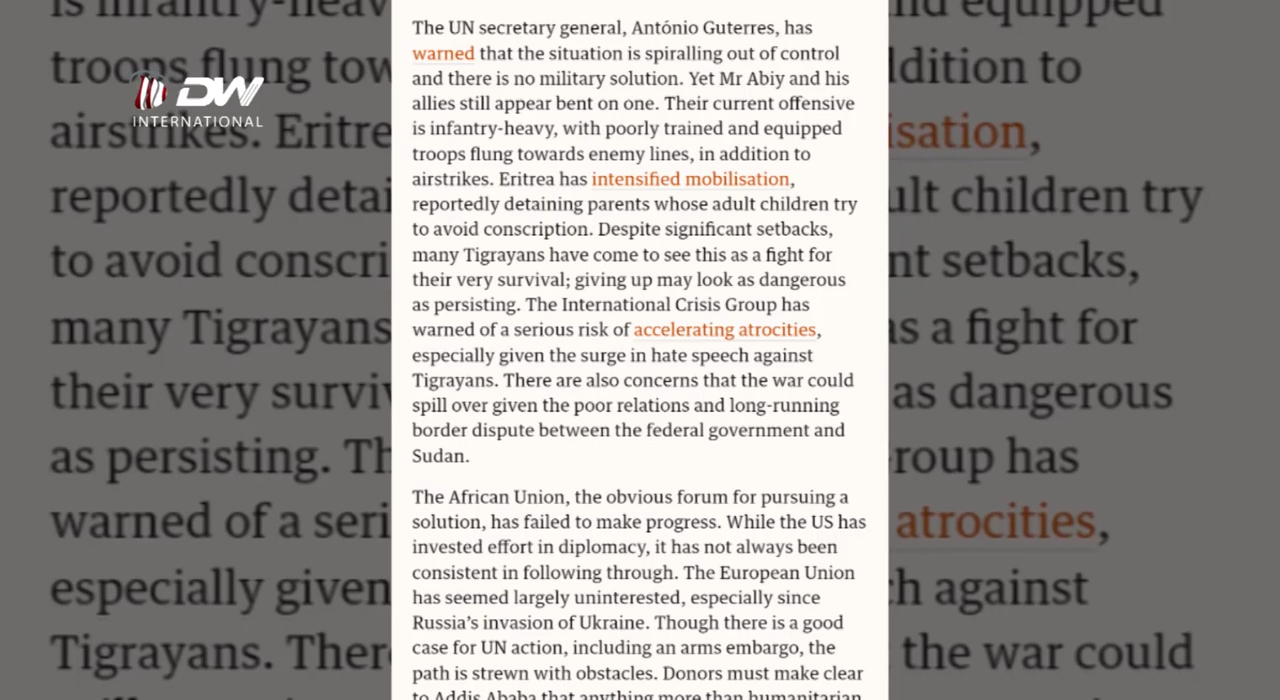 DW
INTERNATIONAL
The UN secretary general, António Guterres, has
warned that the situation is spiralling out of control
and there is no military solution. Yet Mr Abiy and his
allies still appear bent on one. Their current offensive
is infantry-heavy, with poorly trained and equipped
troops flung towards enemy lines, in addition to
airstrikes. Eritrea has intensified mobilisation,
reportedly detaining parents whose adult children try
to avoid conscription. Despite significant setbacks,
many Tigrayans have come to see this as a fight for
their very survival; giving up may look as dangerous
as persisting. The International Crisis Group has
warned of a serious risk of accelerating atrocities,
especially given the surge in hate speech against
Tigrayans. There are also concerns that the war could
spill over given the poor relations and long-running
border dispute between the federal government and
Sudan.
The African Union, the obvious forum for pursuing a
solution, has failed to make progress. While the US has
invested effort in diplomacy, it has not always been
consistent in following through. The European Union
has seemed largely uninterested, especially since
Russia's invasion of Ukraine. Though there is a good
case for UN action, including an arms embargo, the
path is strewn with obstacles. Donors must make clear
to Addis Ababa that anything more than humanitarian